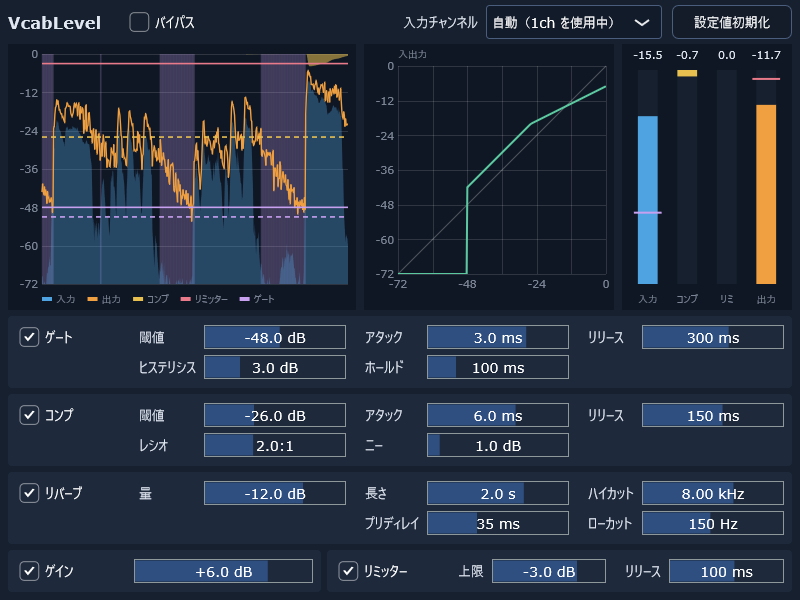 VcabLevel バイパス 入力チャンネル 自動（1ch を使用中） 設定値初期化
0
-12
-24
-36
-48
-60
-72
入力 出力 コンプ リミッター ゲート
入出力
0
-12
-24
-36
-48
-60
-72
-72 -48 -24 0
-15.5 -0.7 0.0 -11.7
入力 コンプ リミ 出力
ゲート 閾値 -48.0 dB アタック 3.0 ms リリース 300 ms
ヒステリシス 3.0 dB ホールド 100 ms
コンプ 閾値 -26.0 dB アタック 6.0 ms リリース 150 ms
レシオ 2.0:1 ニー 1.0 dB
リバーブ 量 -12.0 dB 長さ 2.0 s ハイカット 8.00 kHz
プリディレイ 35 ms ローカット 150 Hz
ゲイン +6.0 dB リミッター 上限 -3.0 dB リリース 100 ms